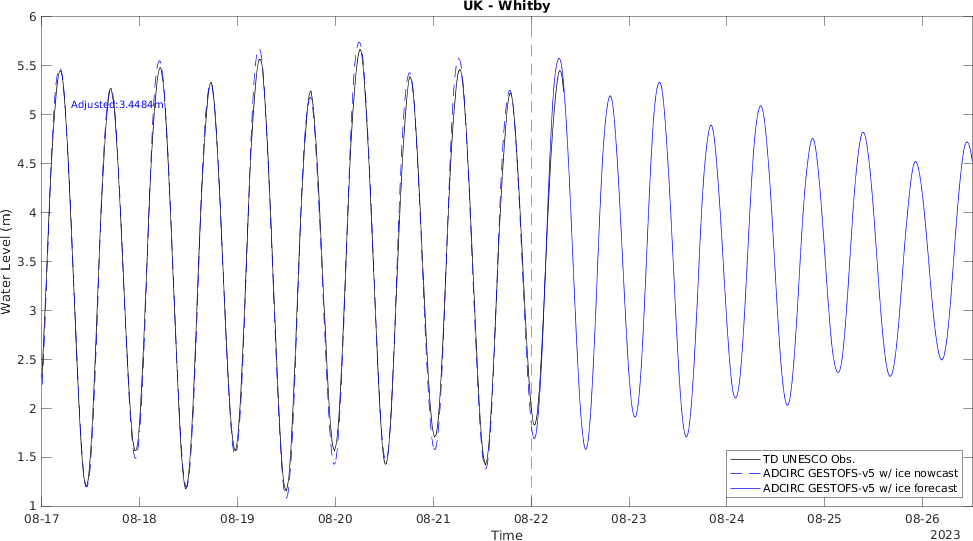 UK - Whitby
6
5.5
5
4.5
4
3.5
3
2.5
2
1.5
1
Water Level (m)
Adjusted:3.4484m
TD UNESCO Obs.
ADCIRC GESTOFS-v5 w/ ice nowcast
ADCIRC GESTOFS-v5 w/ ice forecast
08-17 08-18 08-19 08-20 08-21 08-22 08-23 08-24 08-25 08-26
Time
2023